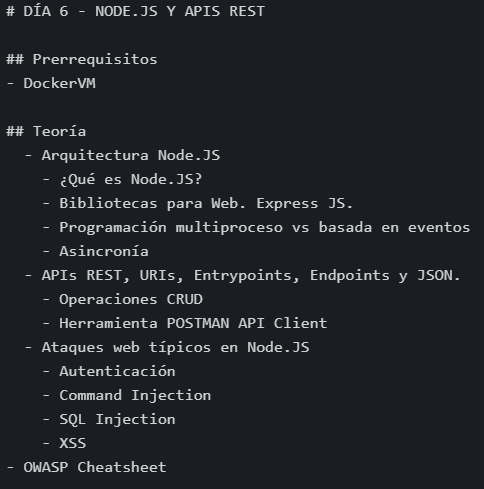 # DÍA 6 - NODE.JS Y APIS REST

## Prerrequisitos
- DockerVM

## Teoría
  - Arquitectura Node.JS
    - ¿Qué es Node.JS?
    - Bibliotecas para Web. Express JS.
    - Programación multiproceso vs basada en eventos
    - Asincronía
  - APIs REST, URIs, Entrypoints, Endpoints y JSON.
    - Operaciones CRUD
    - Herramienta POSTMAN API Client
  - Ataques web típicos en Node.JS
    - Autenticación
    - Command Injection
    - SQL Injection
    - XSS
- OWASP Cheatsheet